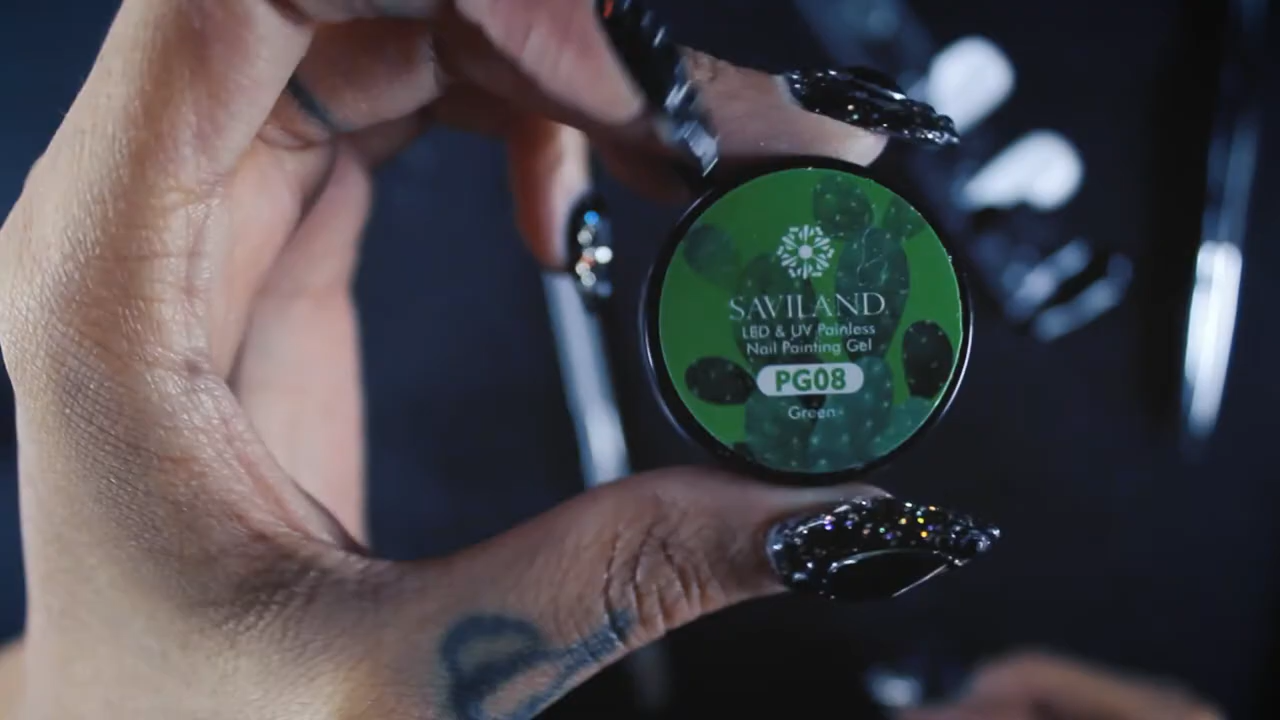 SAVILAND
LED & UV Painless
Nail Painting Gel
PG08
Green